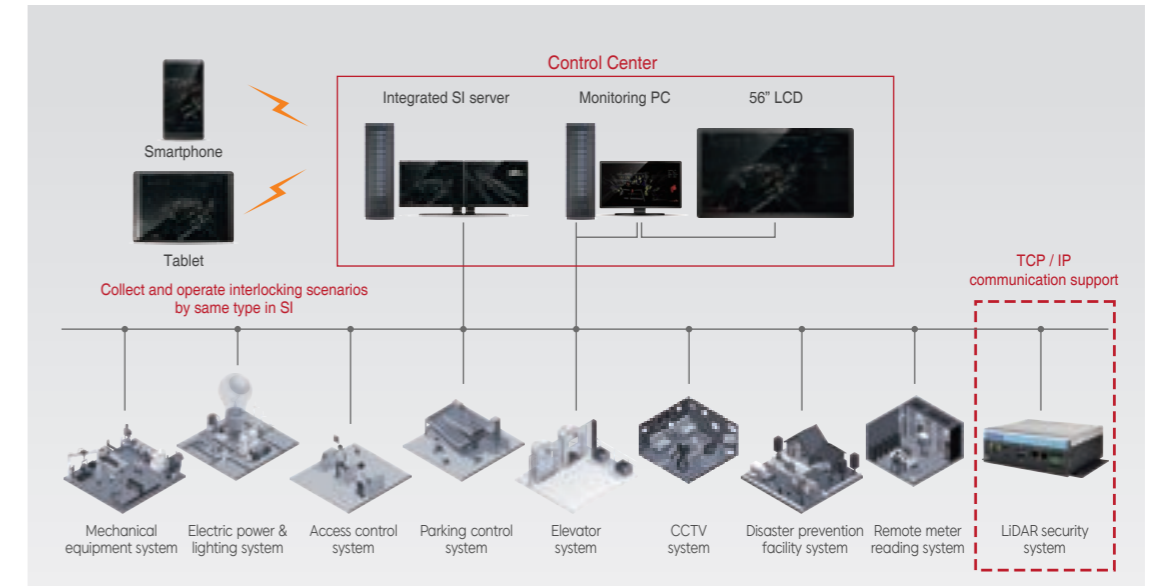 Control Center
Integrated SI server
Monitoring PC
56" LCD
Smartphone
Tablet
Collect and operate interlocking scenarios
by same type in SI
TCP / IP
communication support
Mechanical
equipment system
Electric power &
lighting system
Access control
system
Parking control
system
Elevator
system
CCTV
system
Disaster prevention
facility system
Remote meter
reading system
LiDAR security
system